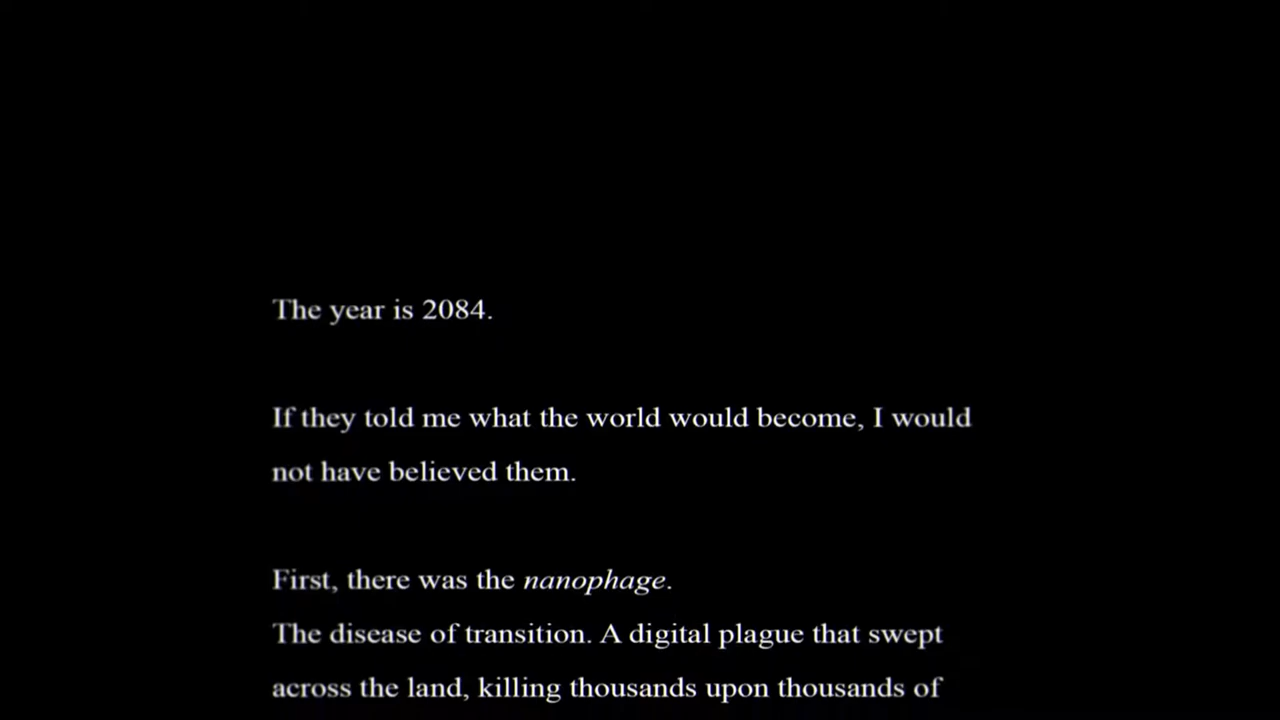 The year is 2084.
If they told me what the world would become, I would
not have believed them.
First, there was the nanophage.
The disease of transition. A digital plague that swept
across the land, killing thousands upon thousands of